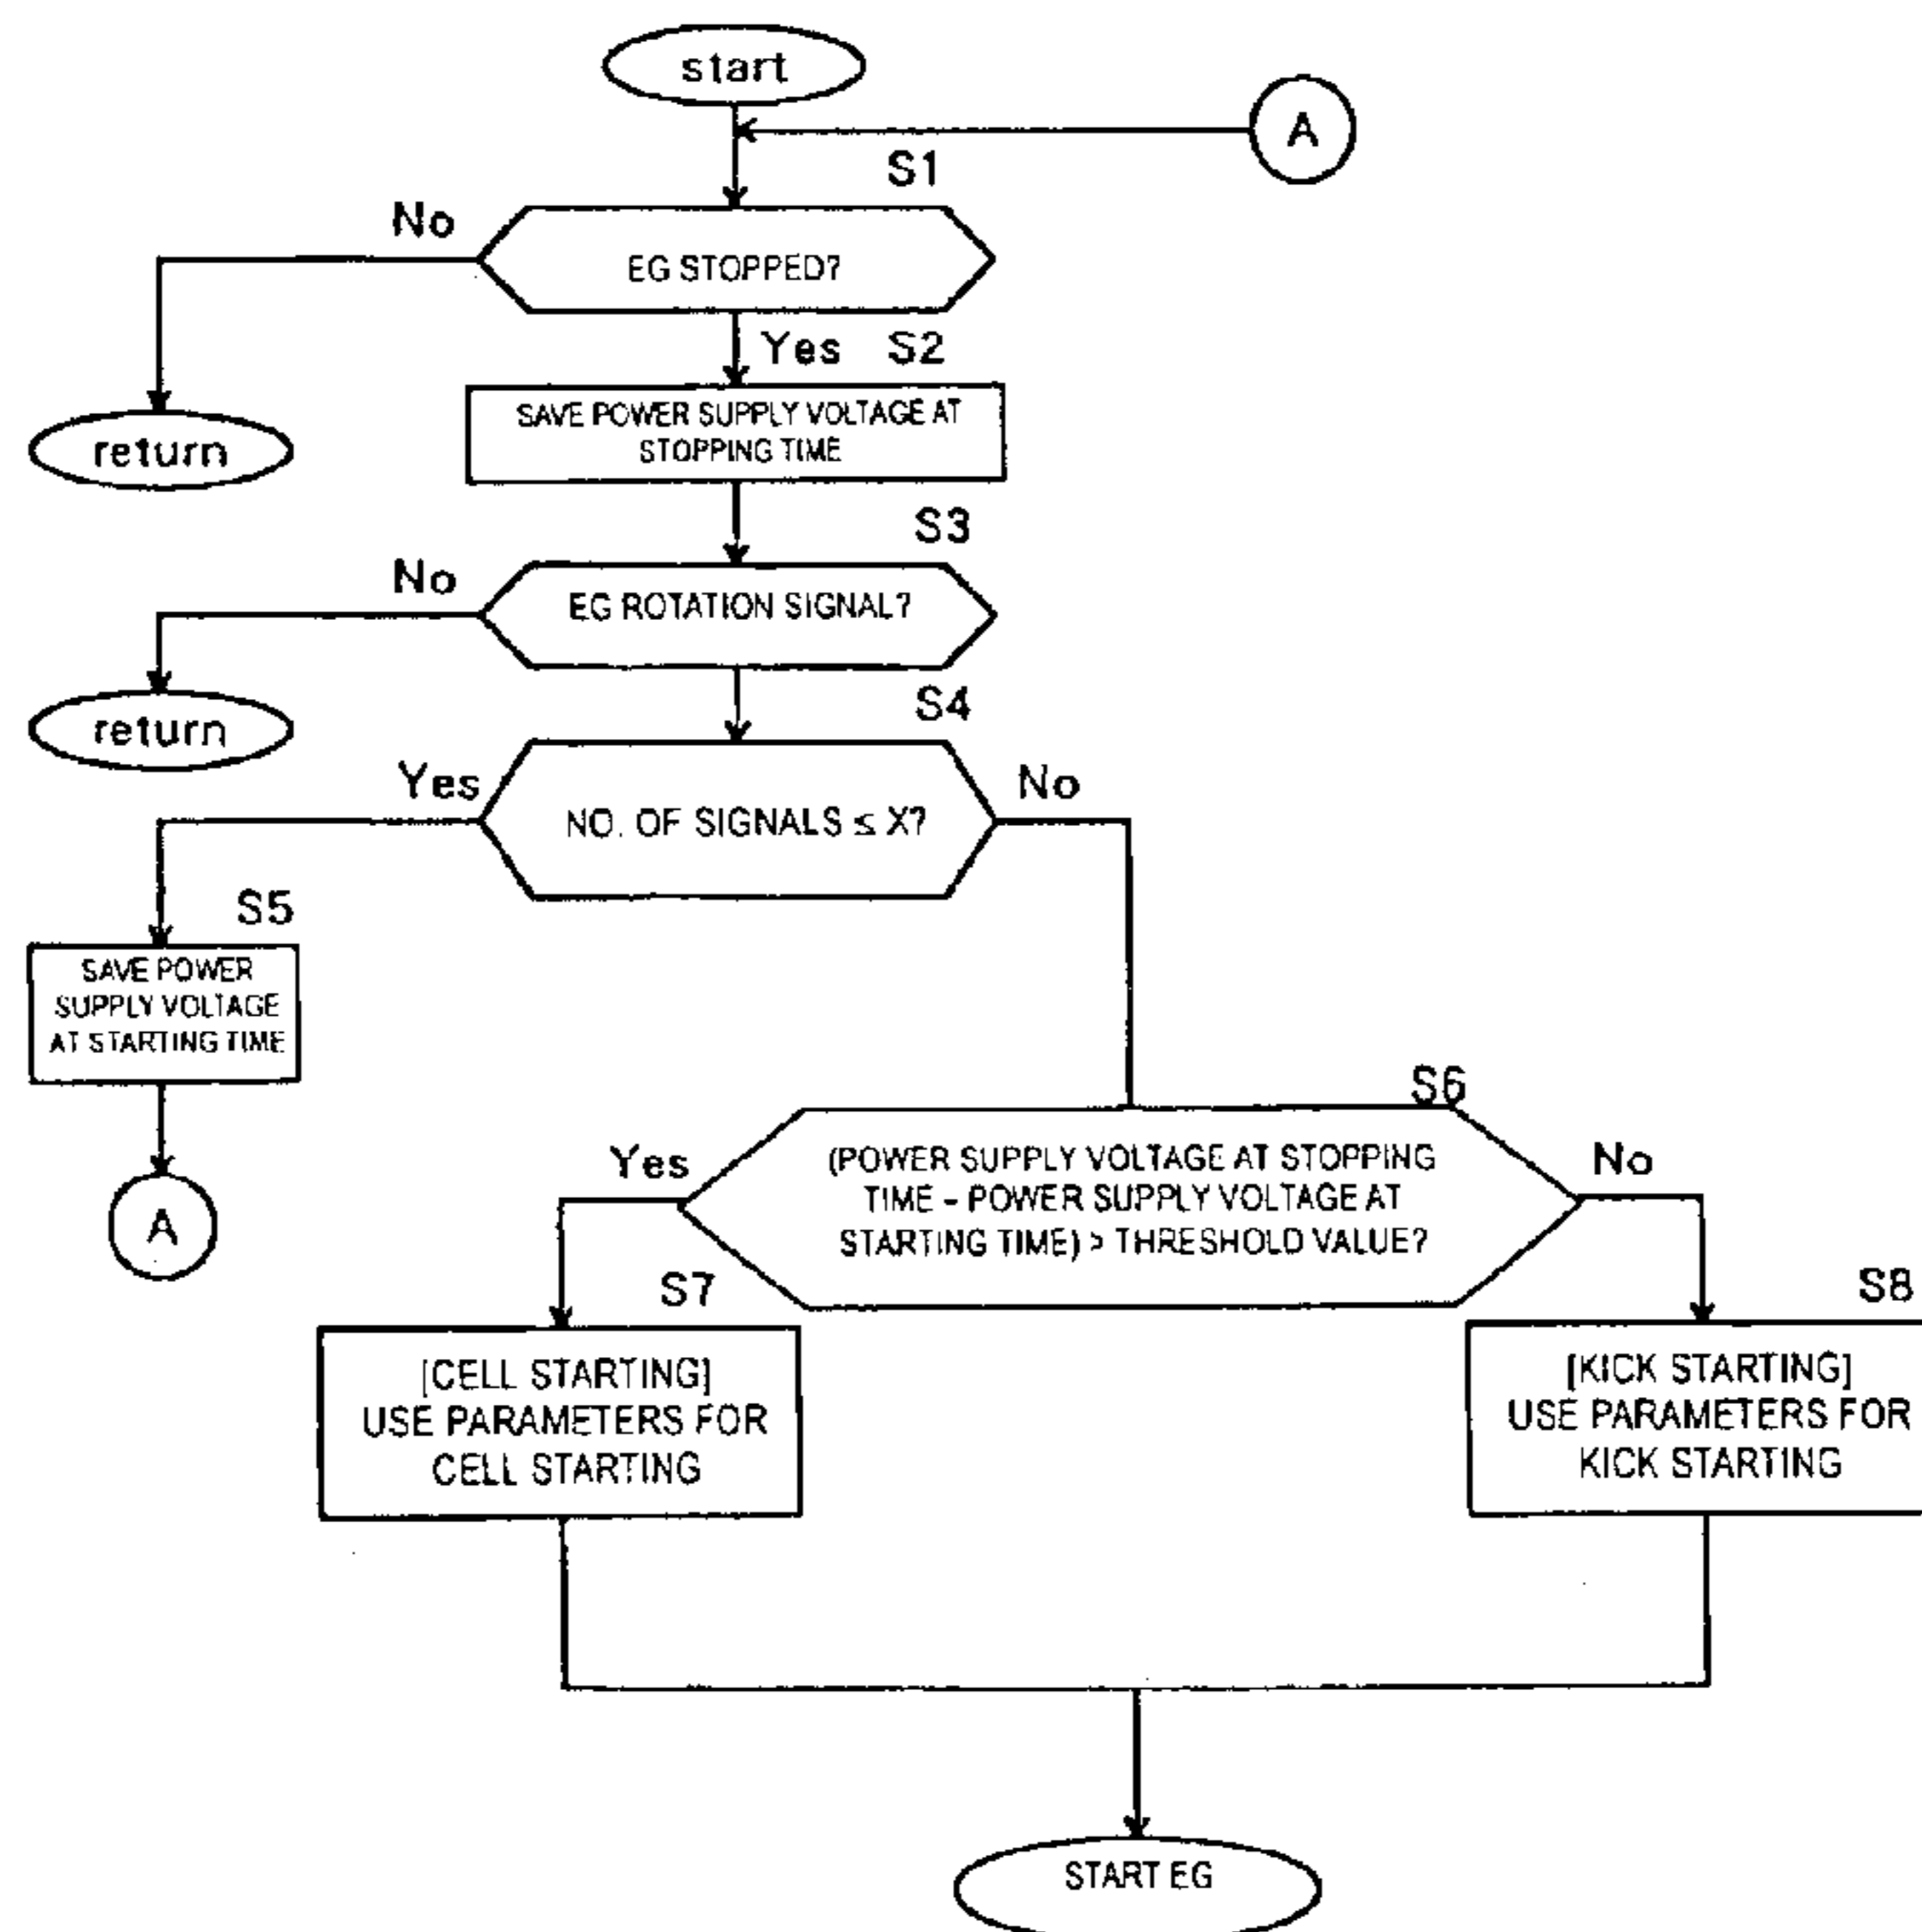 start
A
S1
No
EG STOPPED?
Yes
S2
SAVE POWER SUPPLY VOLTAGE AT
STOPPING TIME
return
S3
No
EG ROTATION SIGNAL?
return
S4
Yes
No
NO. OF SIGNALS ≤ X?
S5
SAVE POWER
SUPPLY VOLTAGE
AT STARTING TIME
A
S6
Yes
No
(POWER SUPPLY VOLTAGE AT STOPPING
TIME - POWER SUPPLY VOLTAGE AT
STARTING TIME) > THRESHOLD VALUE?
S7
S8
[CELL STARTING]
USE PARAMETERS FOR
CELL STARTING
[KICK STARTING]
USE PARAMETERS FOR
KICK STARTING
START EG